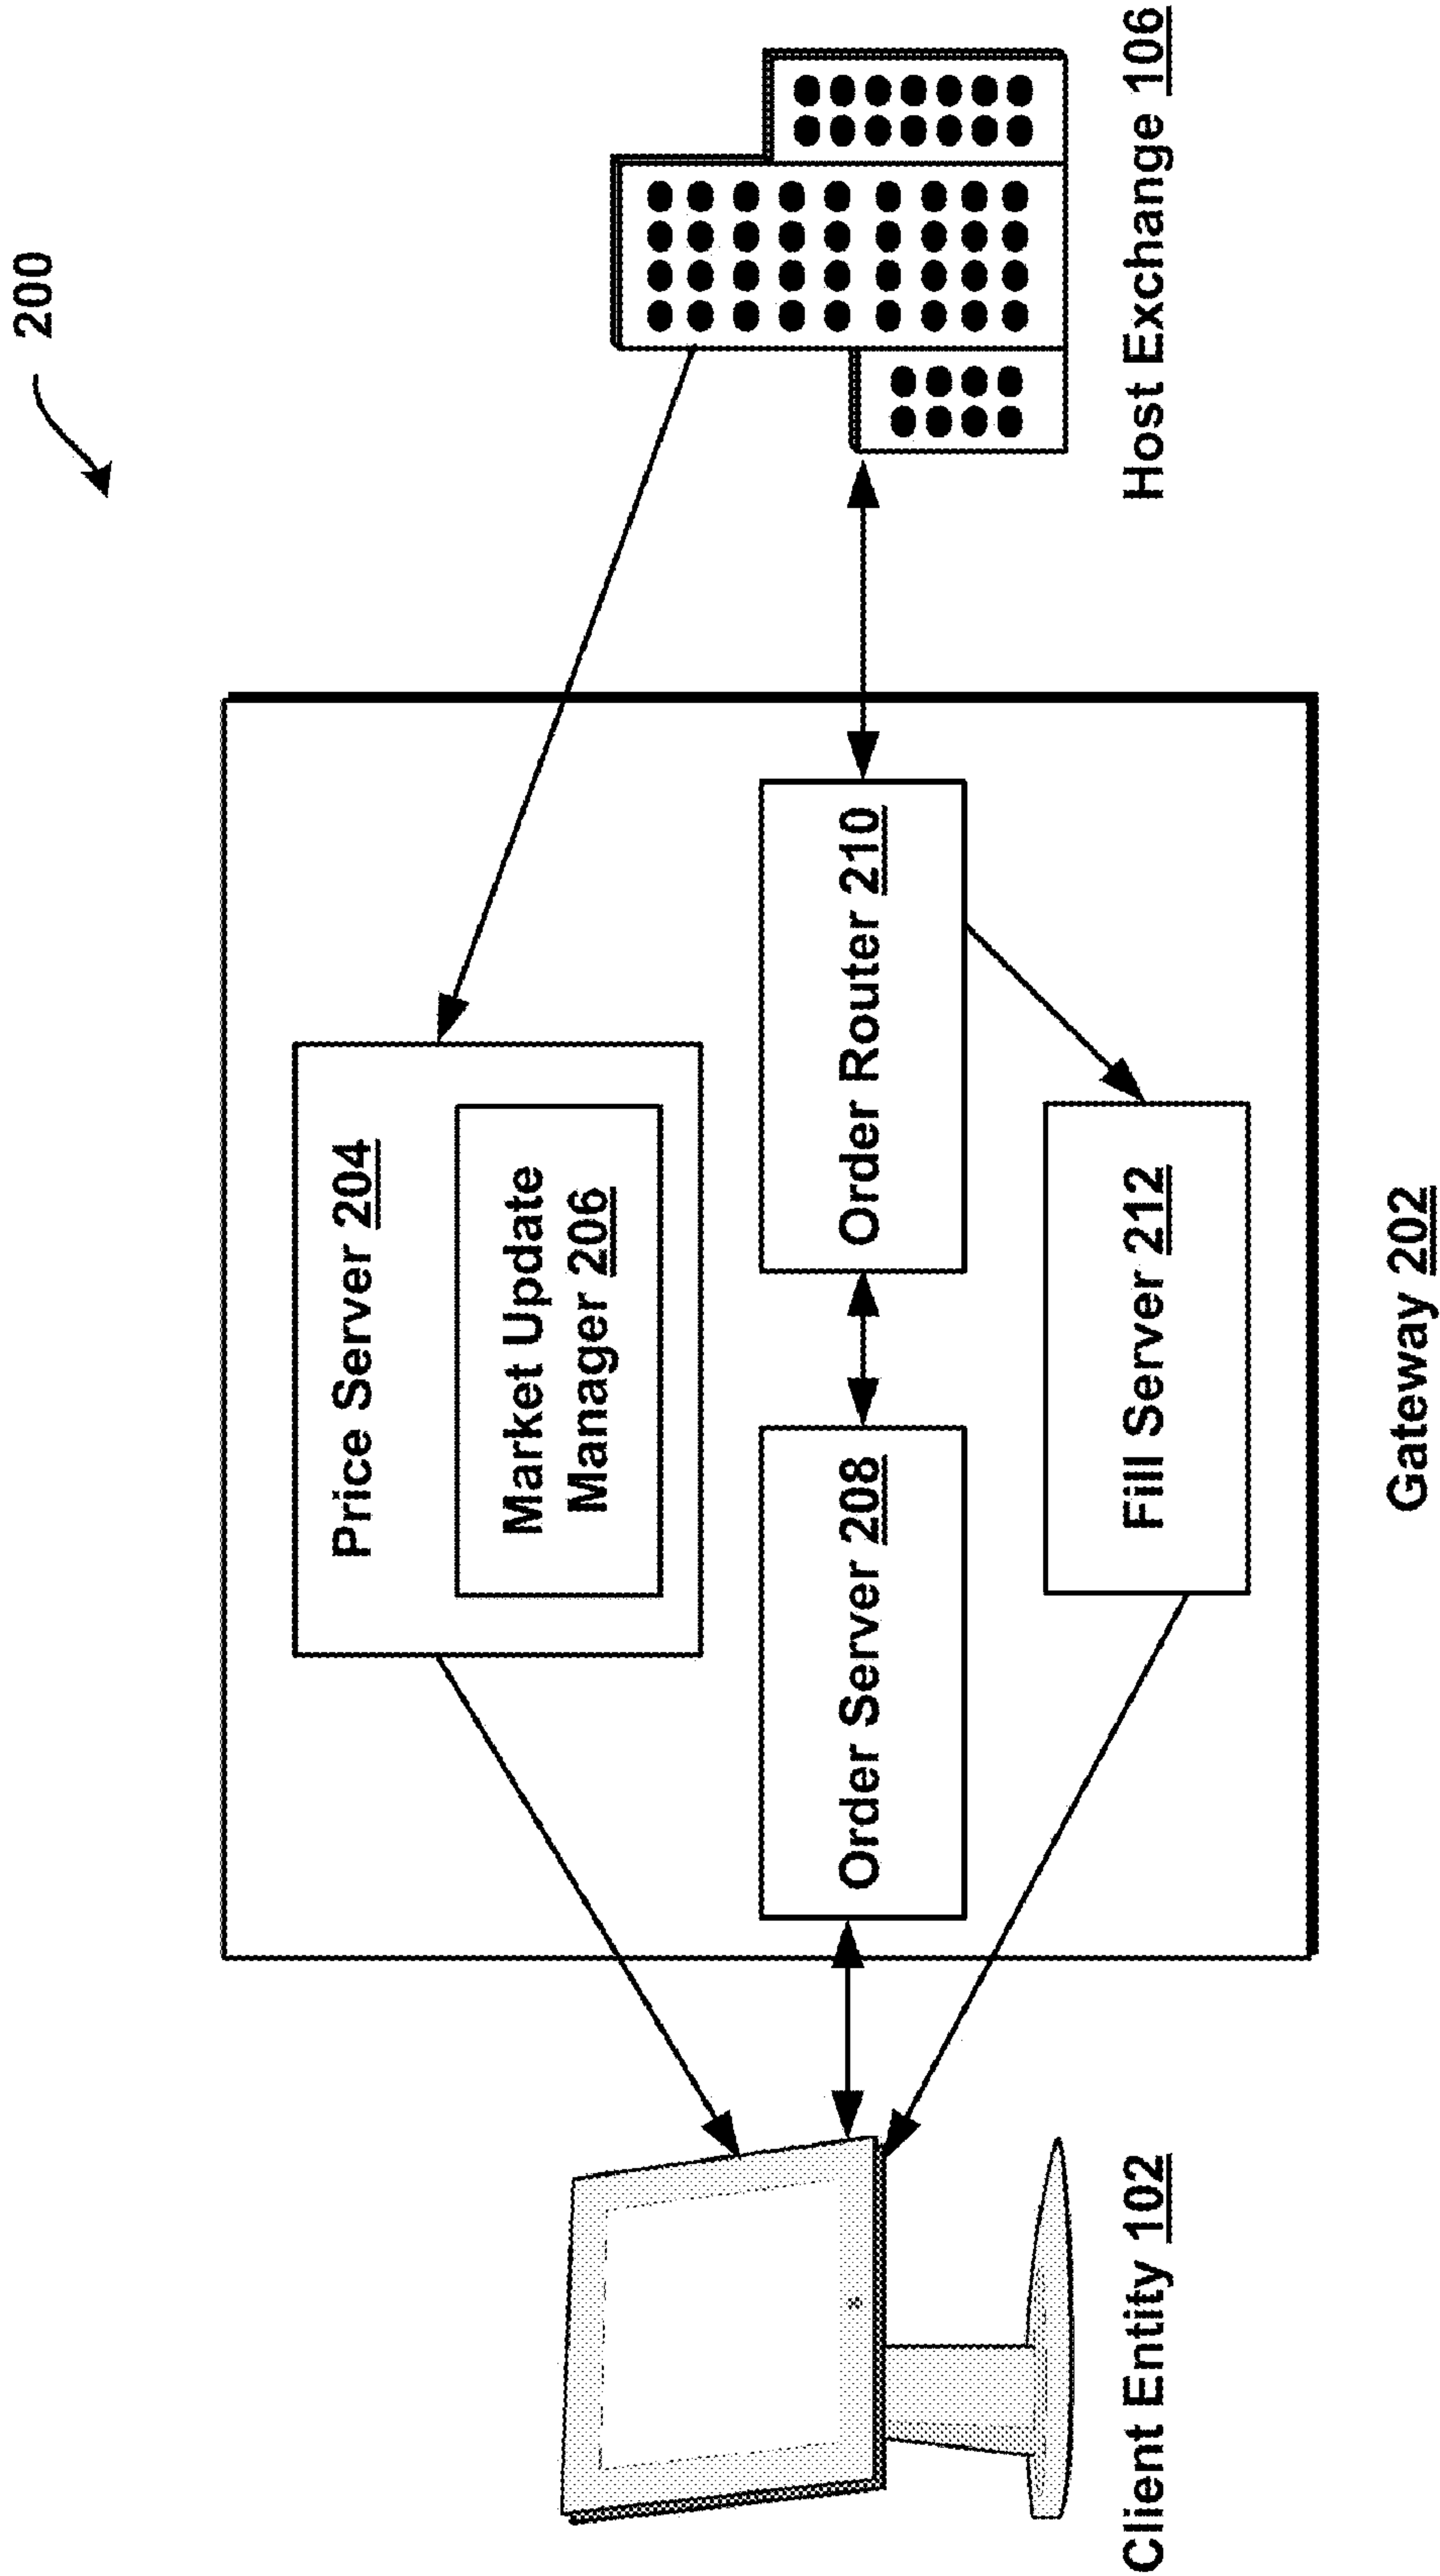 200
Price Server 204
Market Update
Manager 206
Order Server 208
Order Router 210
Fill Server 212
Client Entity 102
Host Exchange 106
Gateway 202